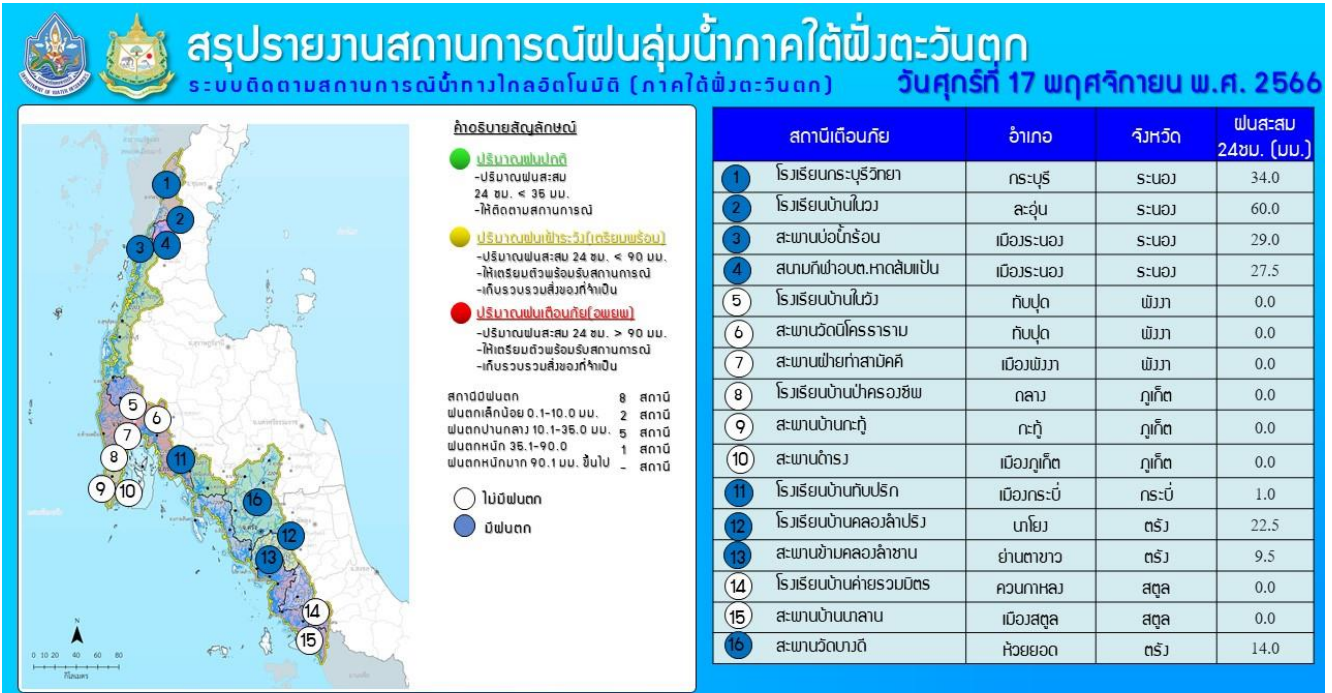 สรุปรายงานสถานการณ์ฝนลุ่มน้ำภาคใต้ฝั่งตะวันตก
ระบบติดตามสถานการณ์น้ำทางไกลอัตโนมัติ (ภาคใต้ฝั่งตะวันตก)
วันศุกร์ที่ 17 พฤศจิกายน พ.ศ. 2566
คำอธิบายสัญลักษณ์
ปริมาณฝนปกติ
-ปริมาณฝนสะสม
24 ชม. < 35 มม.
-ให้ติดตามสถานการณ์
ปริมาณฝนเฝ้าระวัง(เตรียมพร้อม)
-ปริมาณฝนสะสม 24 ชม. < 90 มม.
-ให้เตรียมตัวพร้อมรับสถานการณ์
-เก็บรวบรวมสิ่งของที่จำเป็น
ปริมาณฝนเตือนภัย(อพยพ)
-ปริมาณฝนสะสม 24 ชม. > 90 มม.
-ให้เตรียมตัวพร้อมรับสถานการณ์
-เก็บรวบรวมสิ่งของที่จำเป็น
สถานีมีฝนตก 8 สถานี
ฝนตกเล็กน้อย 0.1-10.0 มม. 2 สถานี
ฝนตกปานกลาง 10.1-35.0 มม. 5 สถานี
ฝนตกหนัก 35.1-90.0 1 สถานี
ฝนตกหนักมาก 90.1 มม. ขึ้นไป - สถานี
ไม่มีฝนตก
มีฝนตก
1
2
3 4
5
6
7
8
9 10
11
16
12
13
14
15
N
0 10 20 40 60 80
กิโลเมตร
สถานีเตือนภัย อำเภอ จังหวัด ฝนสะสม
24ชม. (มม.)
1 โรงเรียนกระบุรีวิทยา กระบุรี ระนอง 34.0
2 โรงเรียนบ้านในวง ละอุ่น ระนอง 60.0
3 สะพานบ่อน้ำร้อน เมืองระนอง ระนอง 29.0
4 สนามกีฬาอบต.หาดส้มแป้น เมืองระนอง ระนอง 27.5
5 โรงเรียนบ้านในวัง ทับปุด พังงา 0.0
6 สะพานวัดนิโครธาราม ทับปุด พังงา 0.0
7 สะพานฝ่ายท่าสามัคคี เมืองพังงา พังงา 0.0
8 โรงเรียนบ้านป่าครองชีพ ถลาง ภูเก็ต 0.0
9 สะพานบ้านกะทู้ กะทู้ ภูเก็ต 0.0
10 สะพานดำรง เมืองภูเก็ต ภูเก็ต 0.0
11 โรงเรียนบ้านทับปริก เมืองกระบี่ กระบี่ 1.0
12 โรงเรียนบ้านคลองลำปริง นาโยง ตรัง 22.5
13 สะพานข้ามคลองลำชาน ย่านตาขาว ตรัง 9.5
14 โรงเรียนบ้านค่ายรวมมิตร ควนกาหลง สตูล 0.0
15 สะพานบ้านนาลาน เมืองสตูล สตูล 0.0
16 สะพานวัดบางดี ห้วยยอด ตรัง 14.0